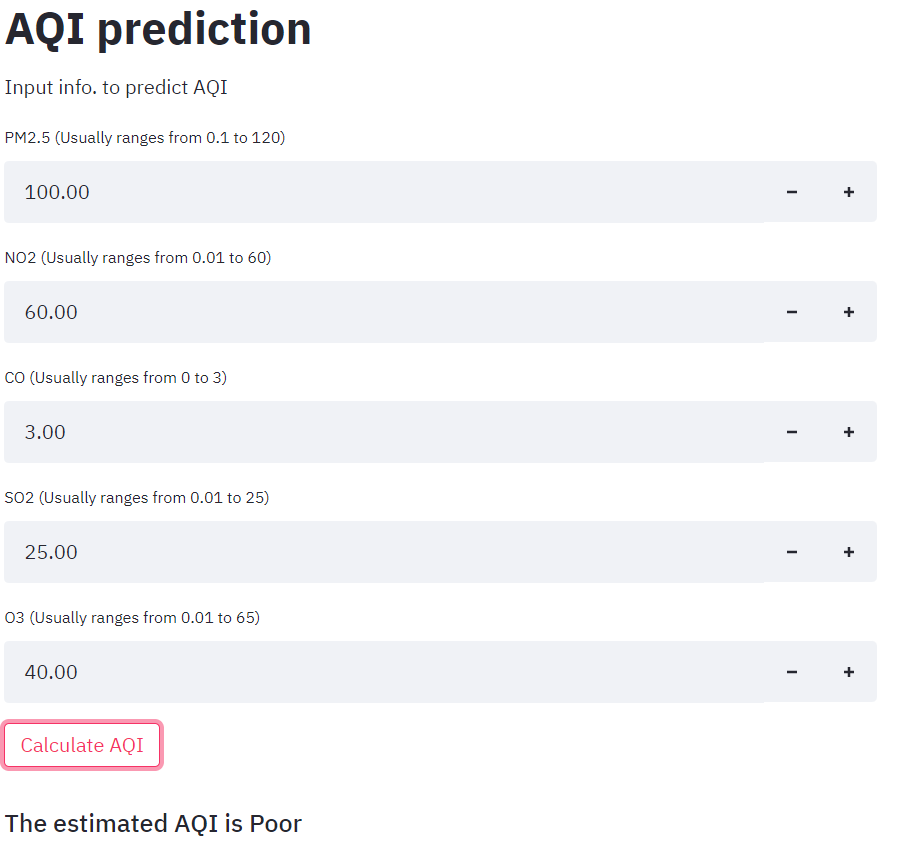 AQI prediction
Input info. to predict AQI
PM2.5 (Usually ranges from 0.1 to 120)
100.00
NO2 (Usually ranges from 0.01 to 60)
60.00
CO (Usually ranges from 0 to 3)
3.00
SO2 (Usually ranges from 0.01 to 25)
25.00
O3 (Usually ranges from 0.01 to 65)
40.00
Calculate AQI
The estimated AQI is Poor